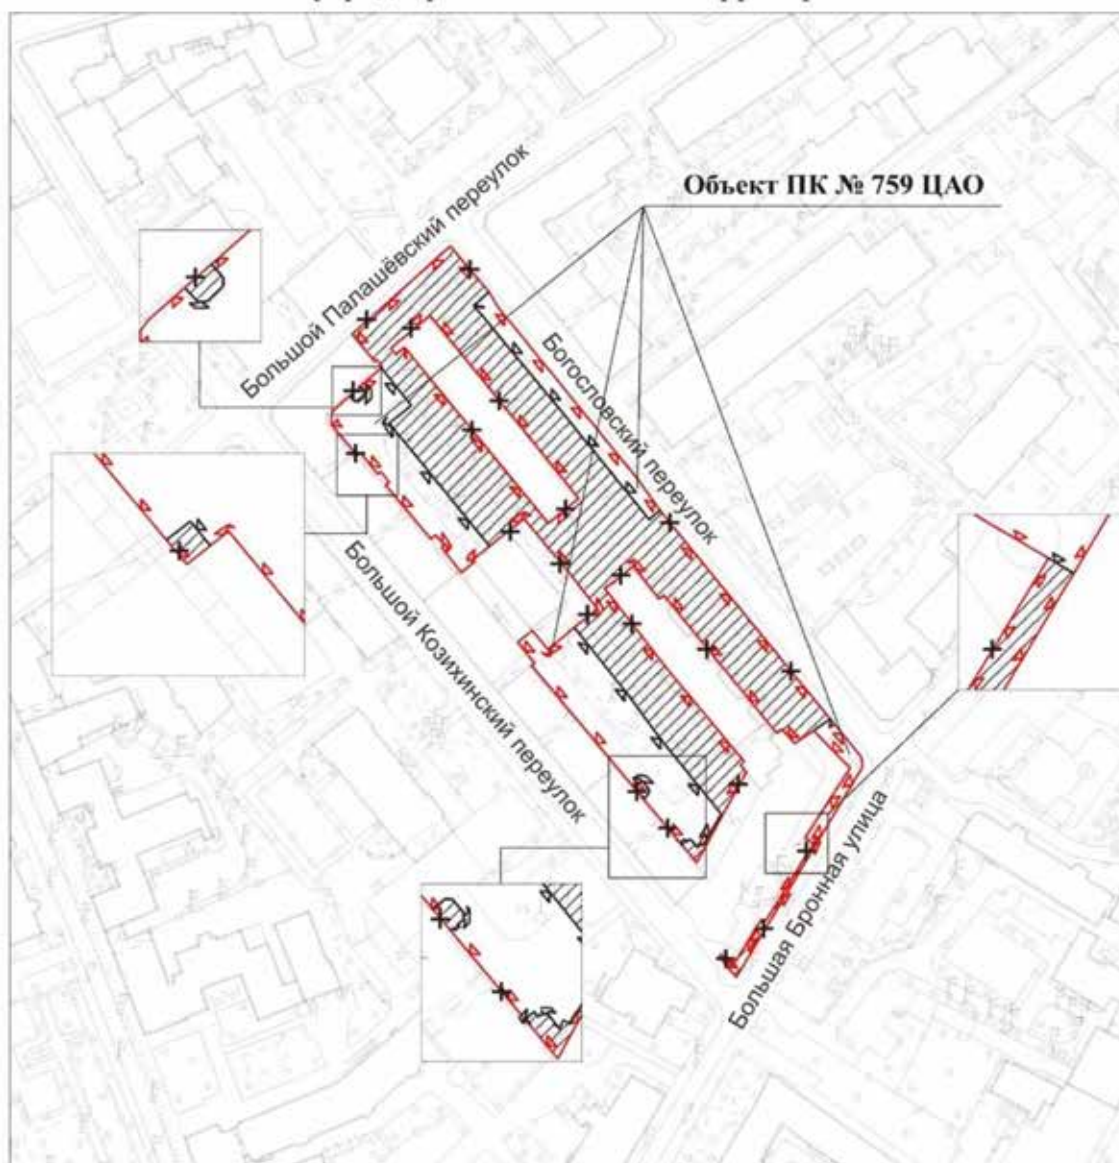 Объект ПК № 759 ЦАО
Большой Палашёвский переулок
Богословский переулок
Большой Козихинский переулок
Большая Бронная улица